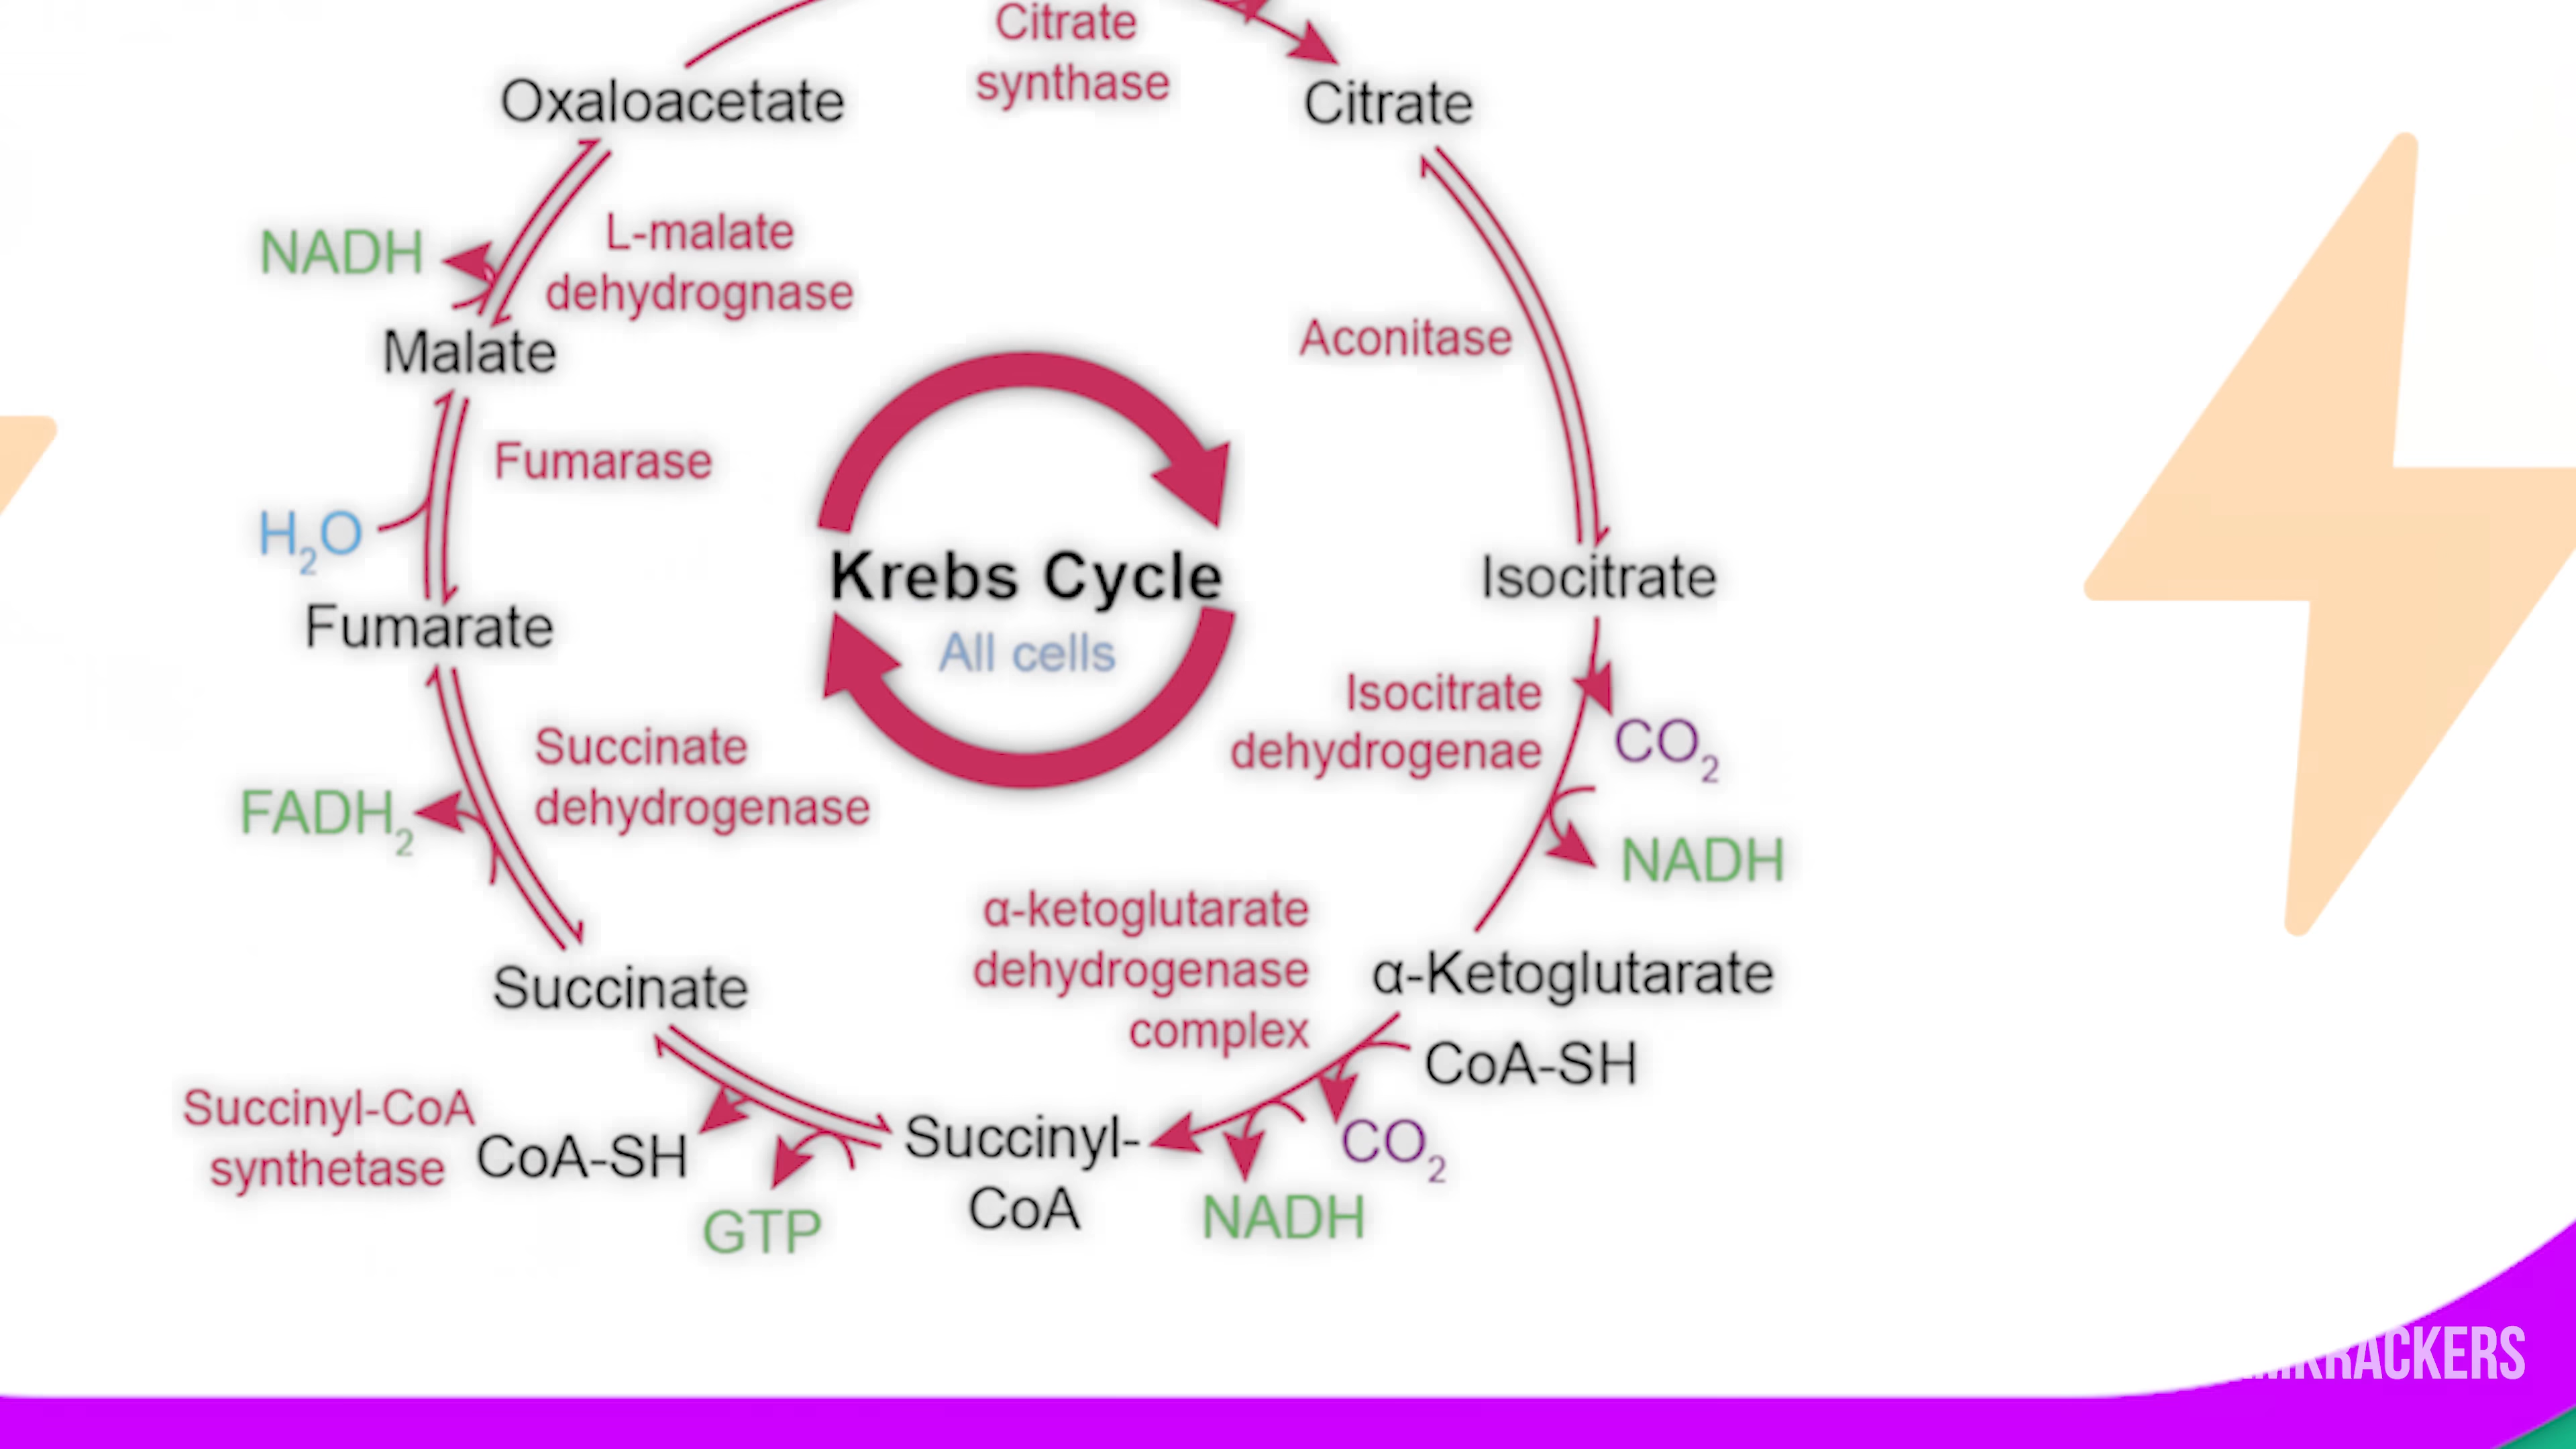 Citrate
synthase
Oxaloacetate
Citrate
NADH
L-malate
dehydrognase
Malate
Aconitase
Fumarase
H₂O
Krebs Cycle
All cells
Isocitrate
Fumarate
Isocitrate
dehydrogenae
CO₂
Succinate
dehydrogenase
FADH₂
NADH
α-ketoglutarate
dehydrogenase
complex
α-Ketoglutarate
Succinate
CoA-SH
Succinyl-CoA
synthetase
CoA-SH
GTP
Succinyl-
CoA
NADH
CO₂